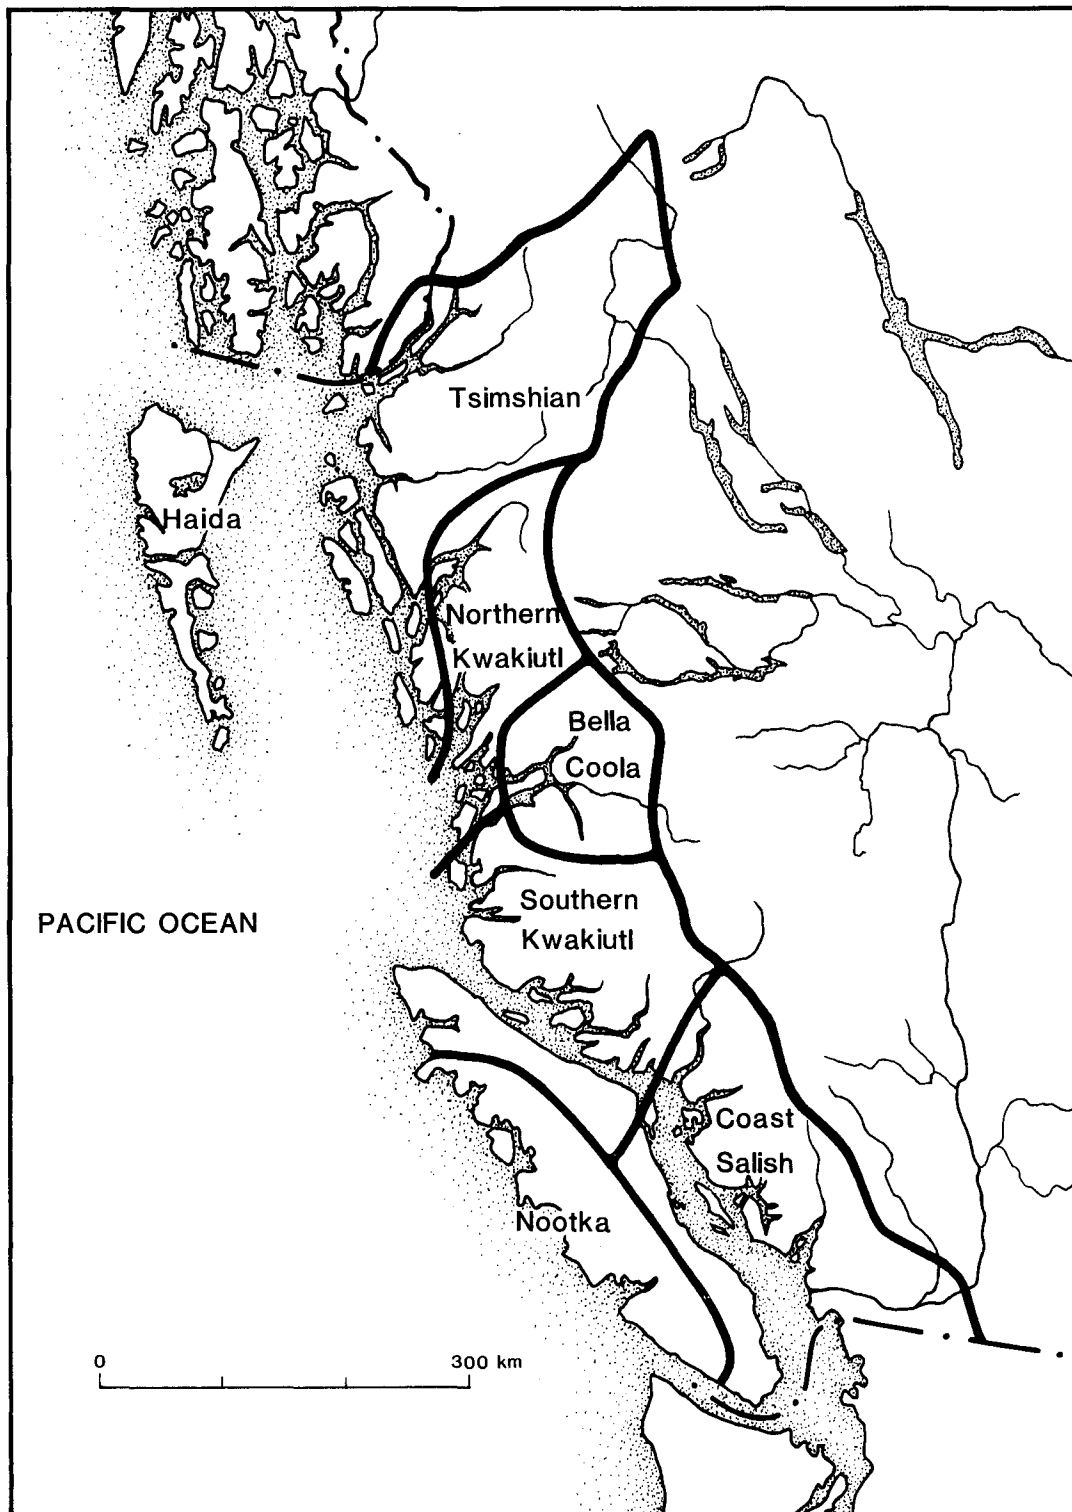 Tsimshian
Haida
Northern
Kwakiutl
Bella
Coola
Southern
Kwakiutl
PACIFIC OCEAN
Coast
Salish
Nootka
0 300 km